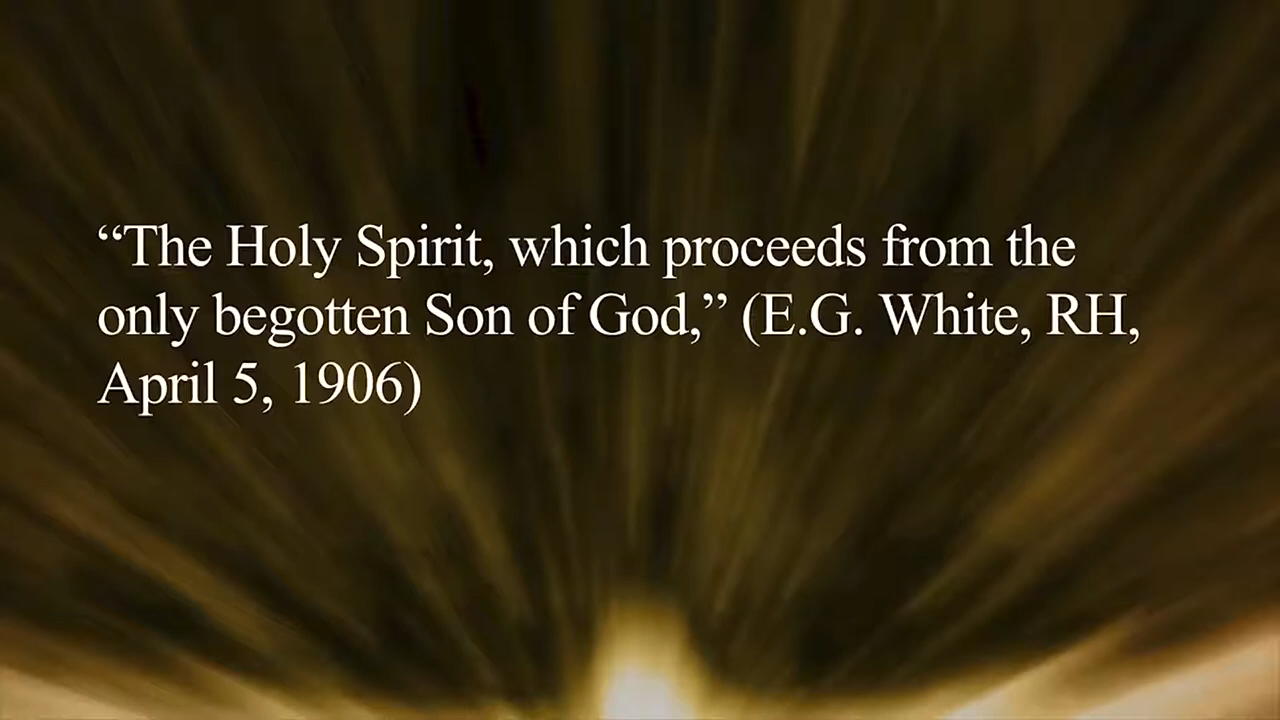 “The Holy Spirit, which proceeds from the
only begotten Son of God,” (E.G. White, RH,
April 5, 1906)